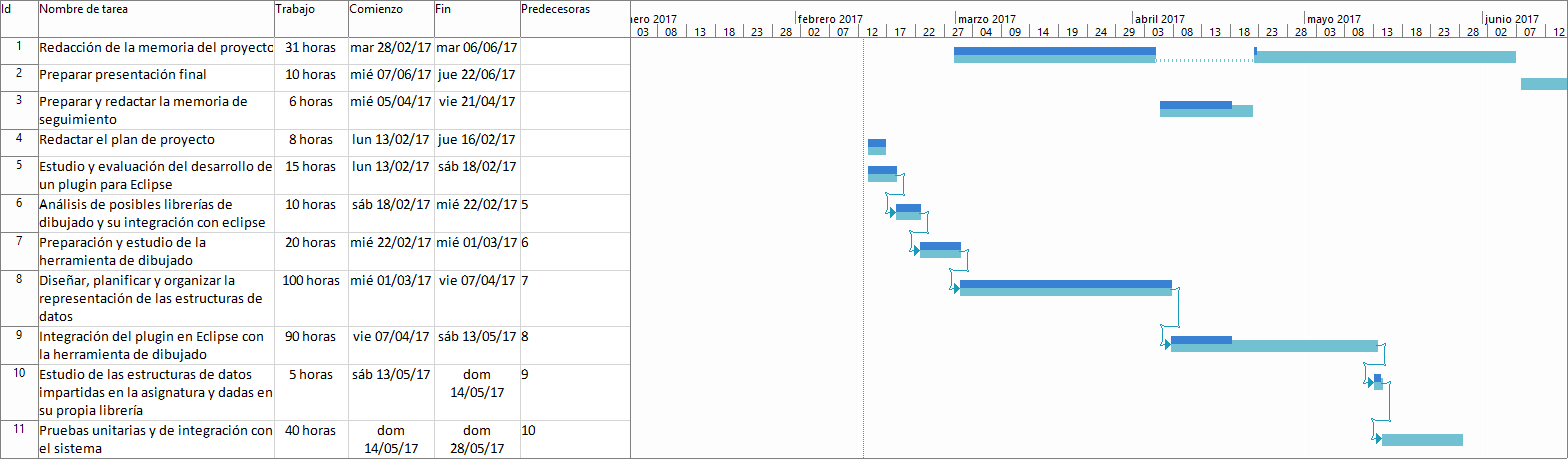 Id Nombre de tarea Trabajo Comienzo Fin Predecesoras
1 Redacción de la memoria del proyecto 31 horas mar 28/02/17 mar 06/06/17
2 Preparar presentación final 10 horas mié 07/06/17 jue 22/06/17
3 Preparar y redactar la memoria de 6 horas mié 05/04/17 vie 21/04/17
seguimiento
4 Redactar el plan de proyecto 8 horas lun 13/02/17 jue 16/02/17
5 Estudio y evaluación del desarrollo de 15 horas lun 13/02/17 sáb 18/02/17
un plugin para Eclipse
6 Análisis de posibles librerías de 10 horas sáb 18/02/17 mié 22/02/17 5
dibujado y su integración con eclipse
7 Preparación y estudio de la 20 horas mié 22/02/17 mié 01/03/17 6
herramienta de dibujado
8 Diseñar, planificar y organizar la 100 horas mié 01/03/17 vie 07/04/17 7
representación de las estructuras de
datos
9 Integración del plugin en Eclipse con 90 horas vie 07/04/17 sáb 13/05/17 8
la herramienta de dibujado
10 Estudio de las estructuras de datos 5 horas sáb 13/05/17 dom 9
impartidas en la asignatura y dadas en 14/05/17
su propia librería
11 Pruebas unitarias y de integración con 40 horas dom dom 10
el sistema 14/05/17 28/05/17
nero 2017 febrero 2017 marzo 2017 abril 2017 mayo 2017 junio 2017
03 08 13 18 23 28 02 07 12 17 22 27 04 09 14 19 24 29 03 08 13 18 23 28 03 08 13 18 23 28 02 07 12